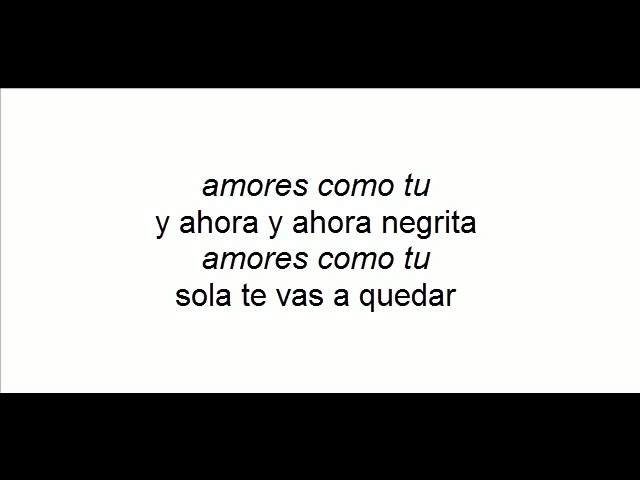 amores como tu
y ahora y ahora negrita
amores como tu
sola te vas a quedar